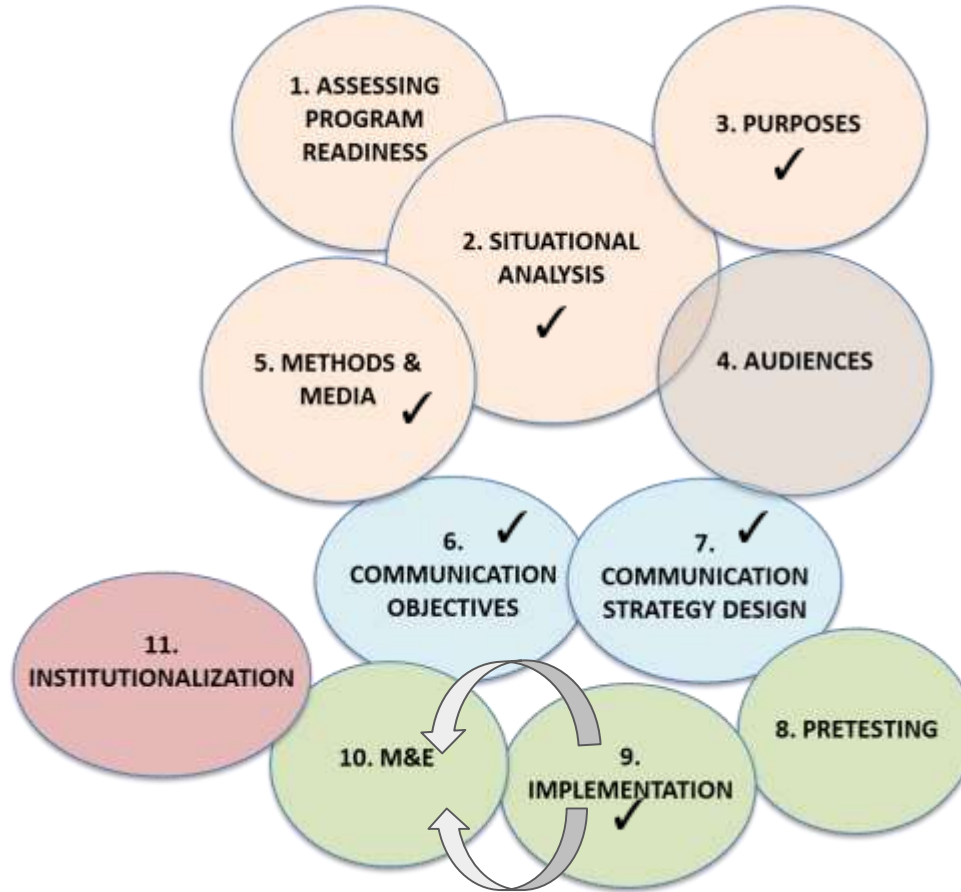 1. ASSESSING
PROGRAM
READINESS
3. PURPOSES
✓
2. SITUATIONAL
ANALYSIS
✓
5. METHODS &
MEDIA
✓
4. AUDIENCES
✓
6.
COMMUNICATION
OBJECTIVES
✓
7.
COMMUNICATION
STRATEGY DESIGN
11.
INSTITUTIONALIZATION
10. M&E
9.
IMPLEMENTATION
✓
8. PRETESTING